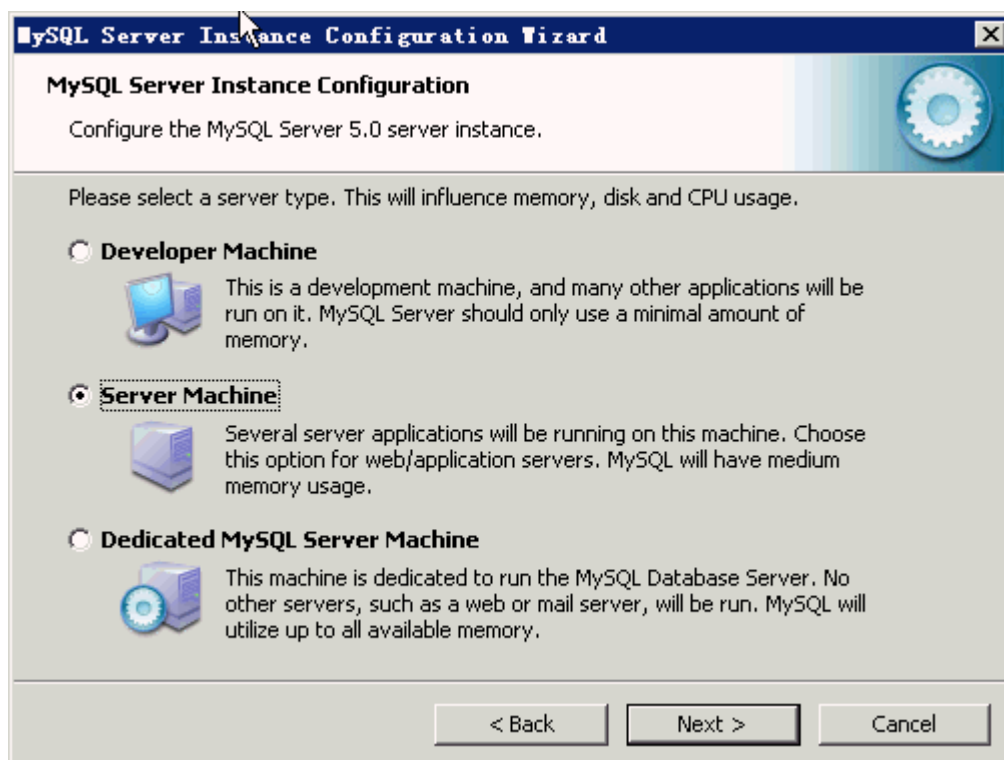 MySQL Server Instance Configuration Wizard
MySQL Server Instance Configuration
Configure the MySQL Server 5.0 server instance.
Please select a server type. This will influence memory, disk and CPU usage.
Developer Machine
This is a development machine, and many other applications will be
run on it. MySQL Server should only use a minimal amount of
memory.
Server Machine
Several server applications will be running on this machine. Choose
this option for web/application servers. MySQL will have medium
memory usage.
Dedicated MySQL Server Machine
This machine is dedicated to run the MySQL Database Server. No
other servers, such as a web or mail server, will be run. MySQL will
utilize up to all available memory.
< Back
Next >
Cancel